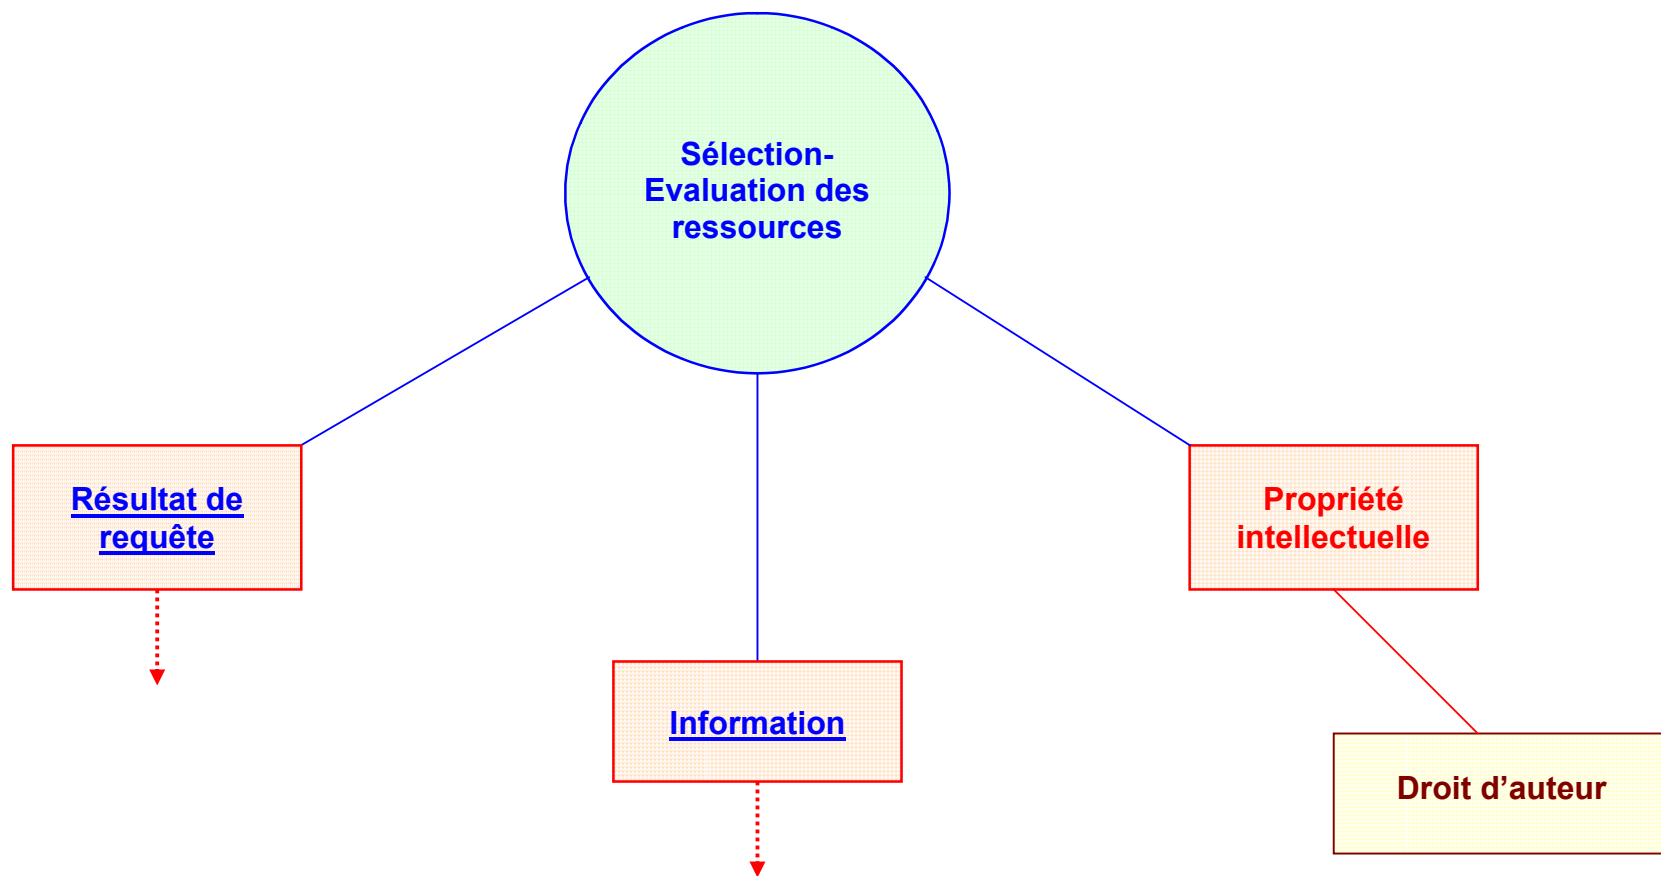 Sélection-
Evaluation des
ressources
Résultat de
requête
Propriété
intellectuelle
Information
Droit d’auteur